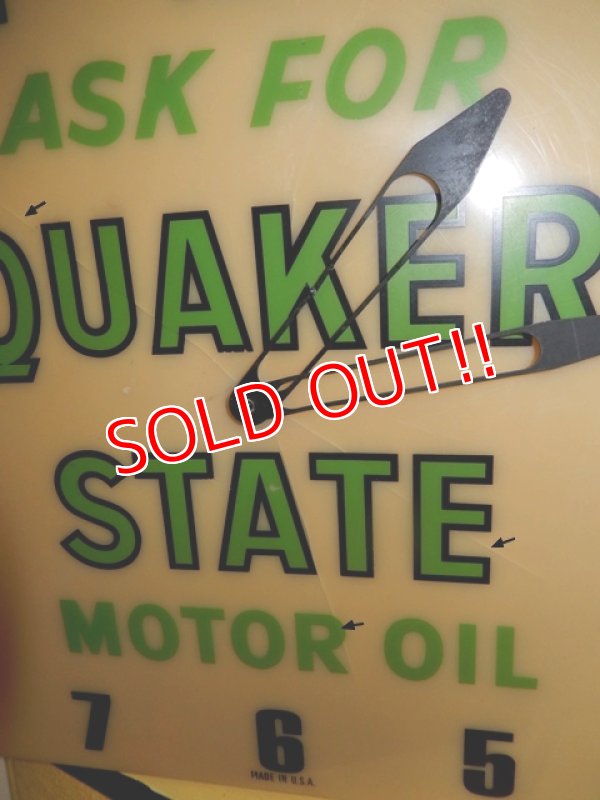 ASK FOR
QUAKER
SOLD OUT!!
STATE
MOTOR OIL
7 6 5
MADE IN U.S.A.